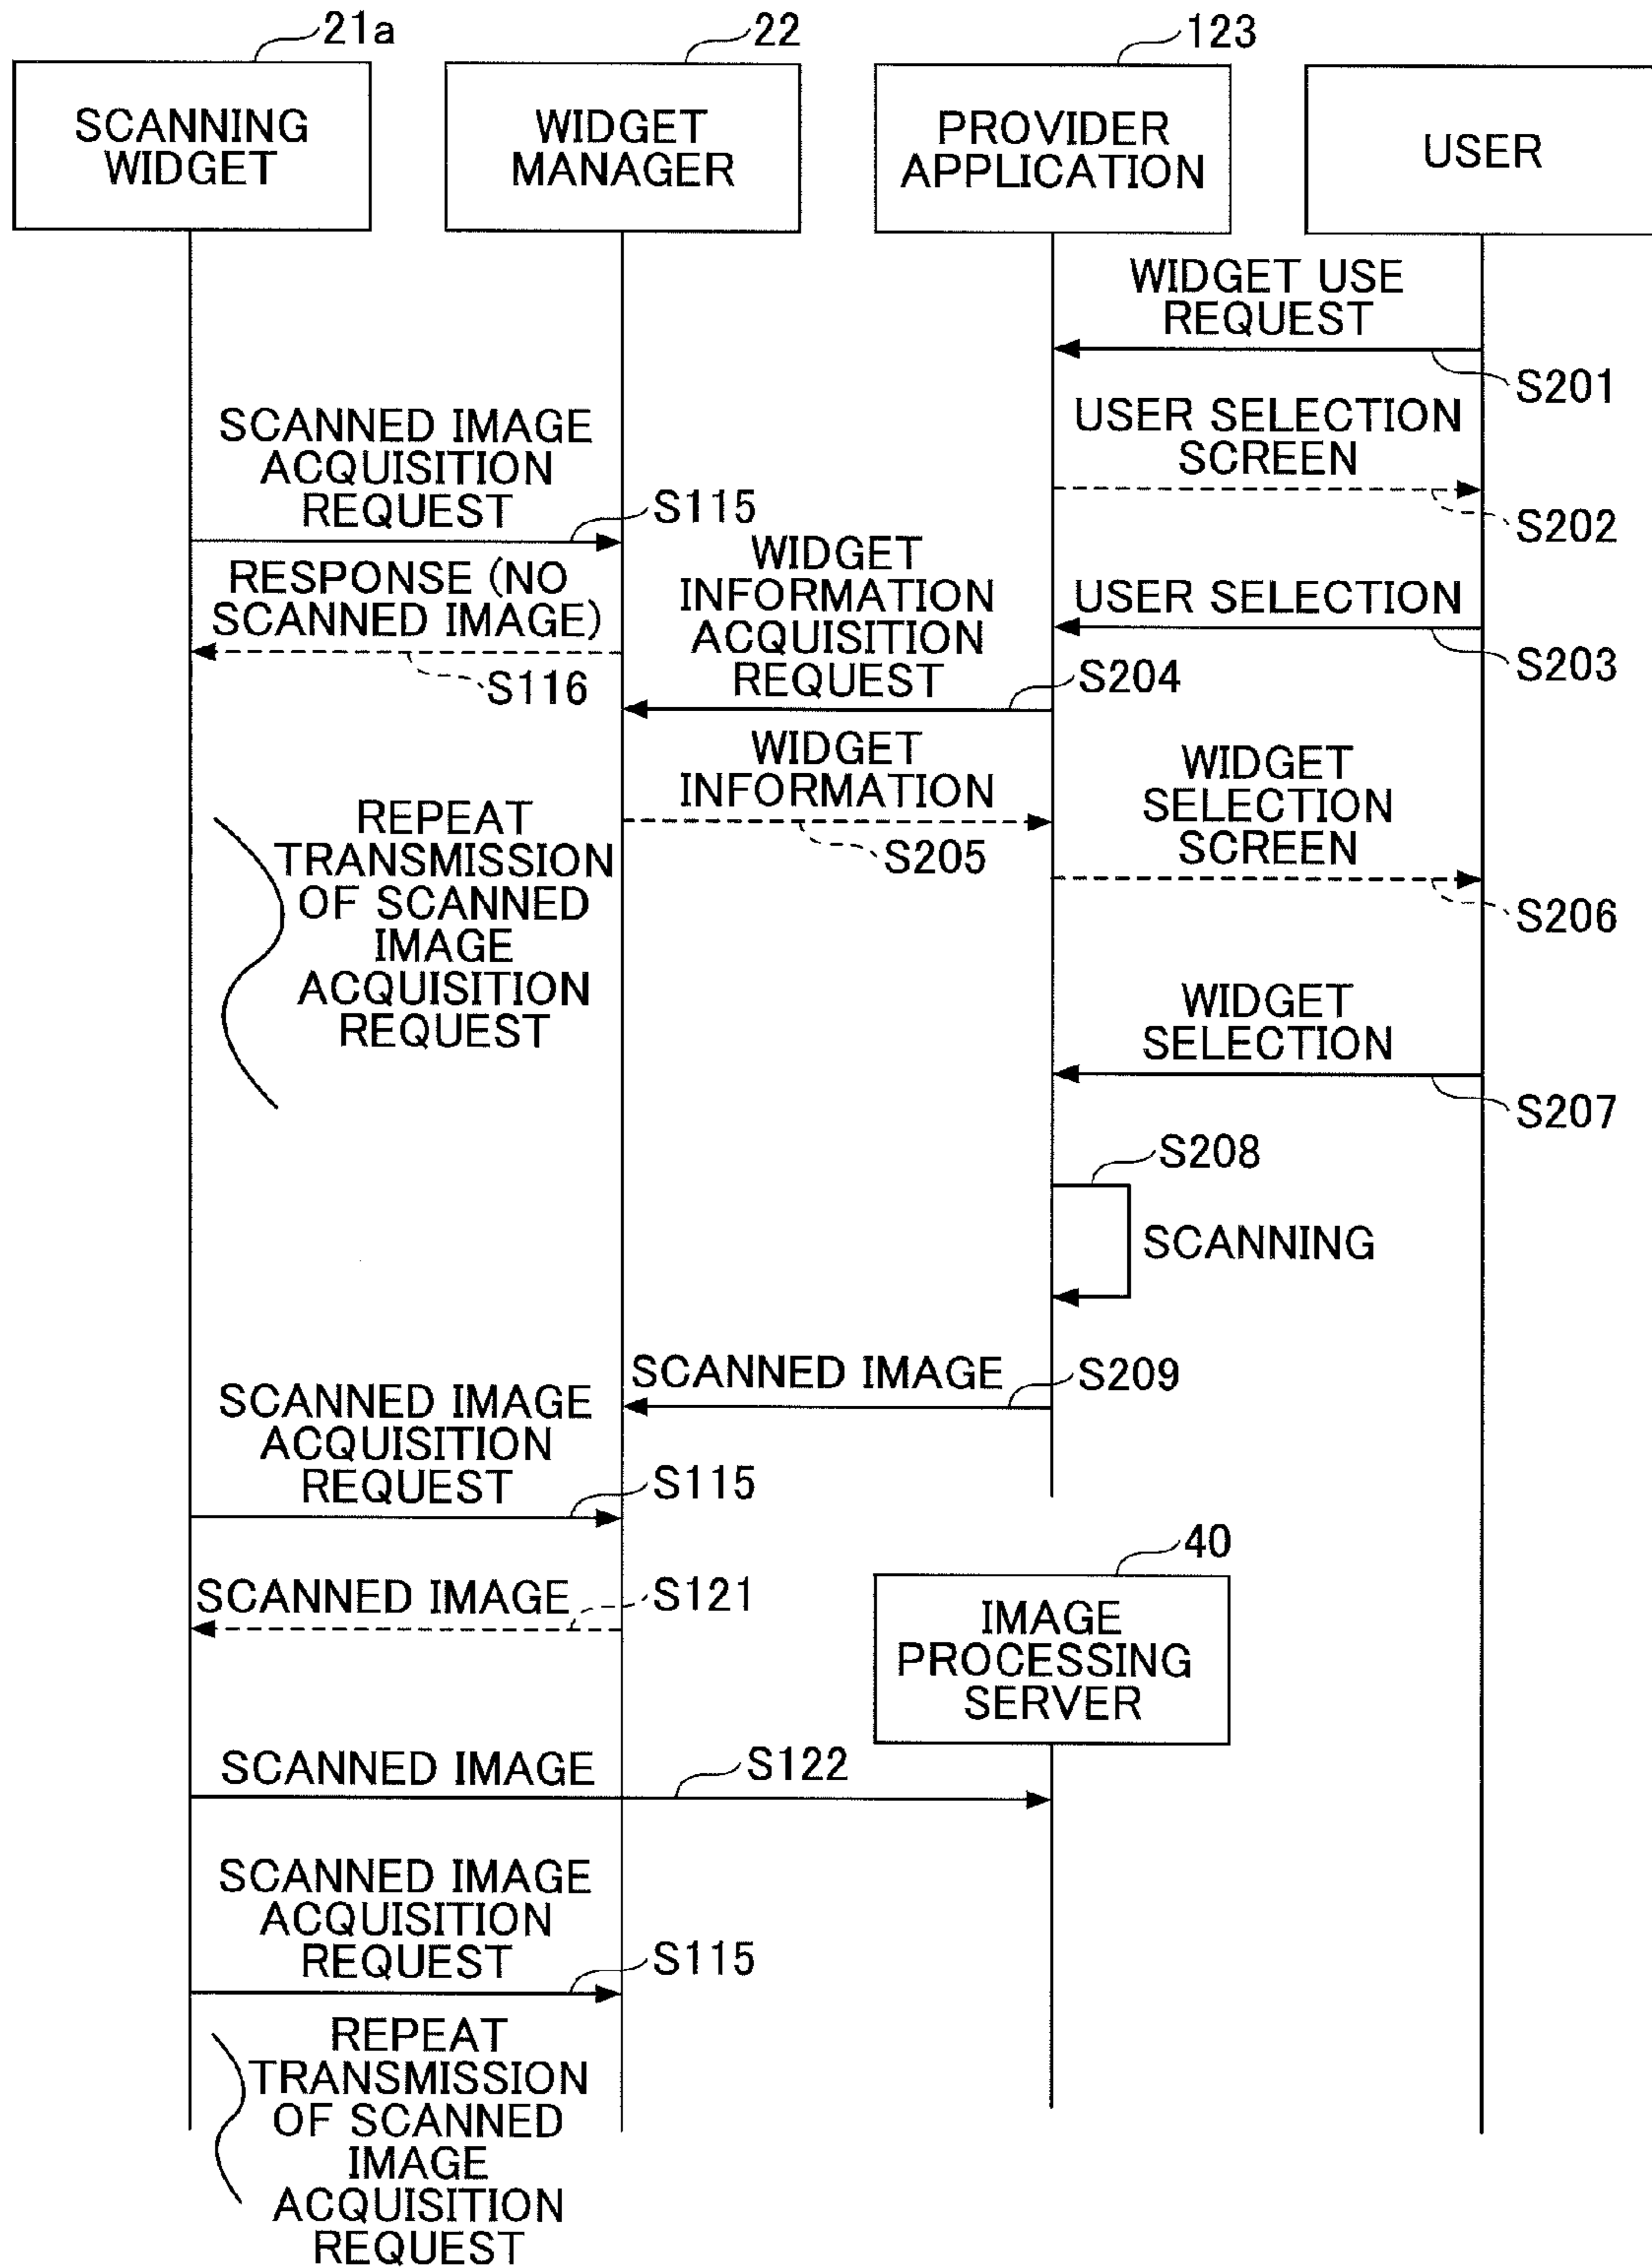 21a
22
123
SCANNING
WIDGET
WIDGET
MANAGER
PROVIDER
APPLICATION
USER
WIDGET USE
REQUEST
S201
USER SELECTION
SCREEN
S202
SCANNED IMAGE
ACQUISITION
REQUEST
S115
RESPONSE (NO
SCANNED IMAGE)
S116
WIDGET
INFORMATION
ACQUISITION
REQUEST
S204
USER SELECTION
S203
WIDGET
INFORMATION
S205
WIDGET
SELECTION
SCREEN
S206
REPEAT
TRANSMISSION
OF SCANNED
IMAGE
ACQUISITION
REQUEST
WIDGET
SELECTION
S207
S208
SCANNING
SCANNED IMAGE
S209
SCANNED IMAGE
ACQUISITION
REQUEST
S115
SCANNED IMAGE
S121
40
IMAGE
PROCESSING
SERVER
SCANNED IMAGE
S122
SCANNED IMAGE
ACQUISITION
REQUEST
S115
REPEAT
TRANSMISSION
OF SCANNED
IMAGE
ACQUISITION
REQUEST